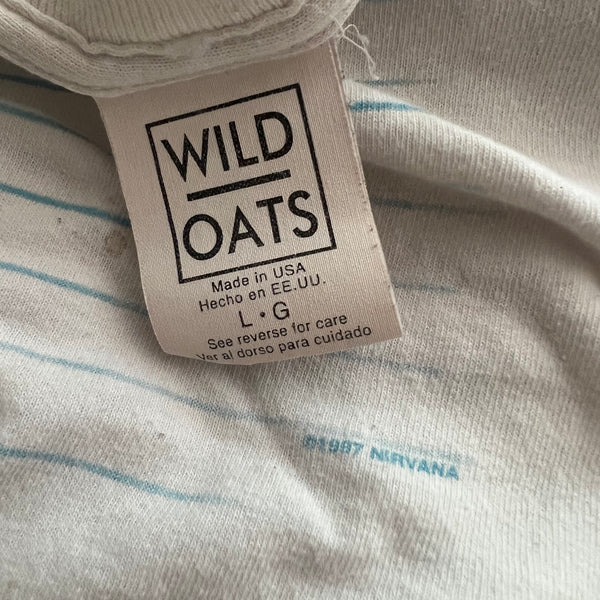 WILD
OATS
Made in USA
Hecho en EE.UU.
L • G
See reverse for care
Ver al dorso para cuidado
©1997 NIRVANA